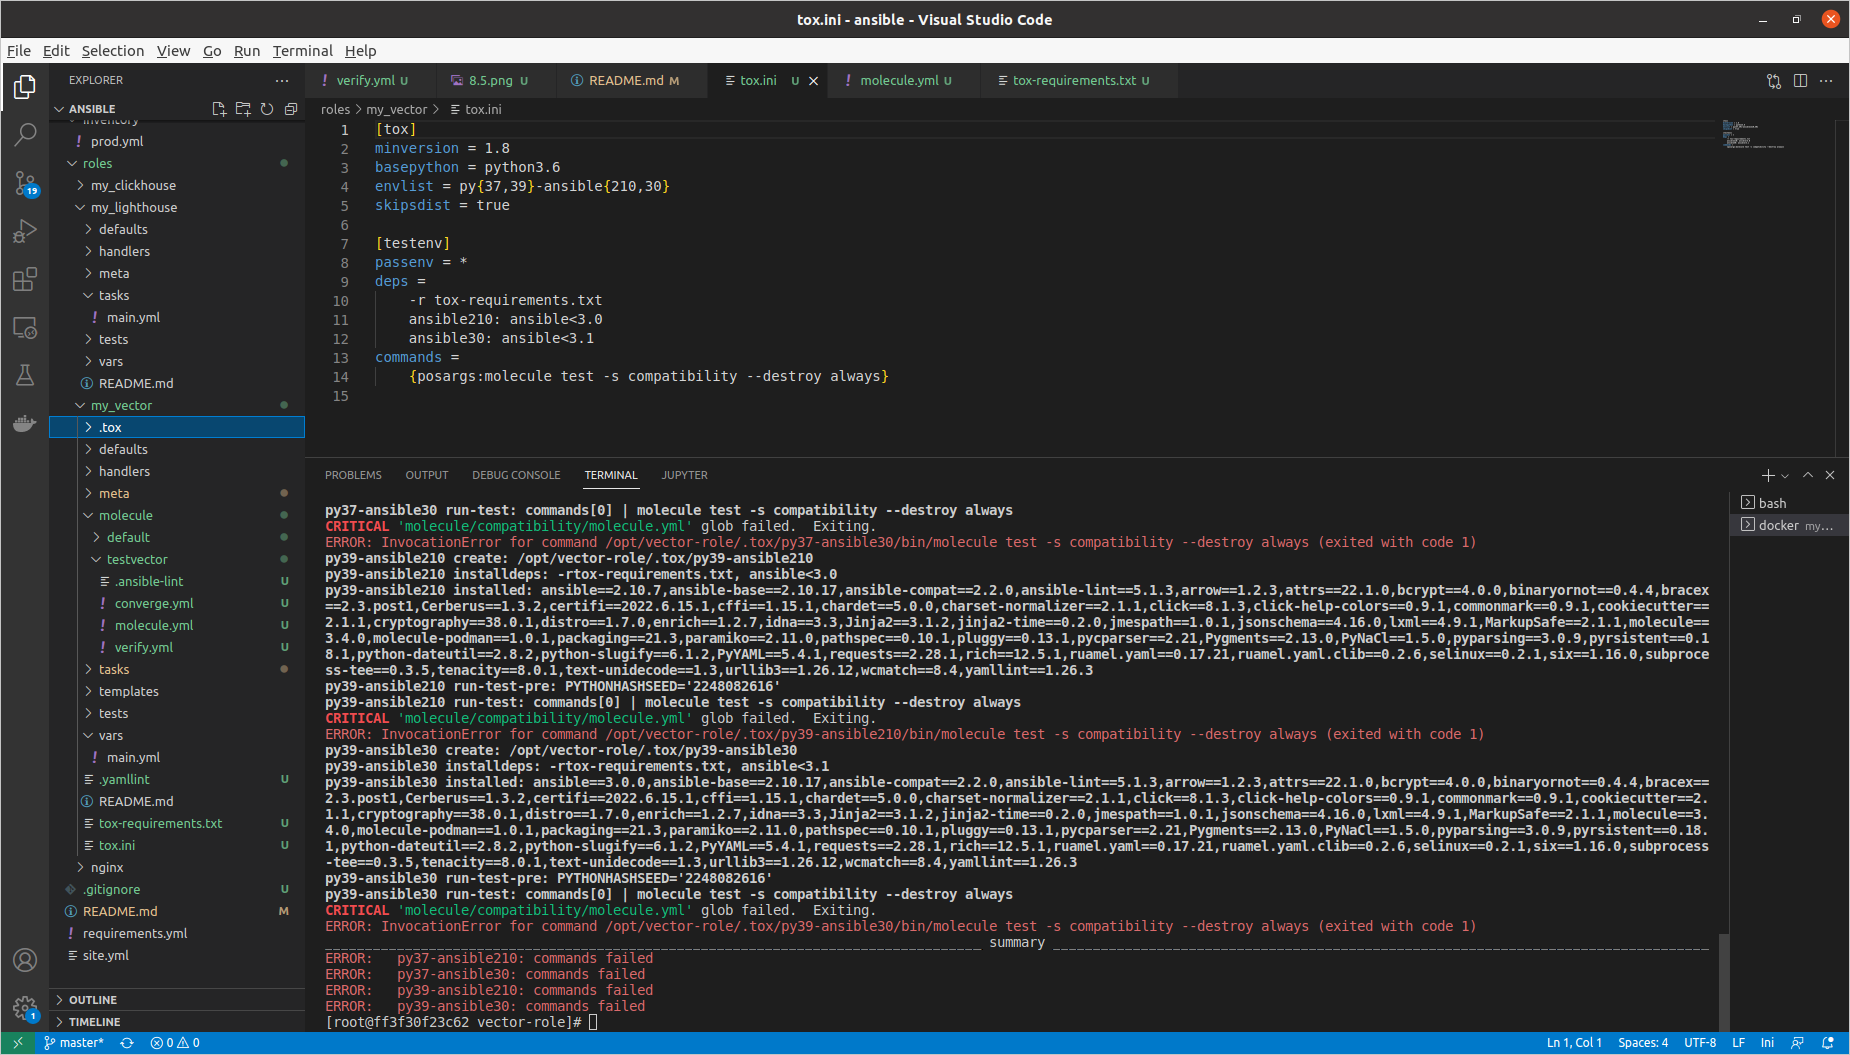 tox.ini - ansible - Visual Studio Code
File Edit Selection View Go Run Terminal Help
EXPLORER
ANSIBLE
inventory
prod.yml
roles
my_clickhouse
my_lighthouse
defaults
handlers
meta
tasks
main.yml
tests
vars
README.md
my_vector
.tox
defaults
handlers
meta
molecule
default
testvector
.ansible-lint U
converge.yml U
molecule.yml U
verify.yml U
tasks
templates
tests
vars
main.yml
.yamllint U
README.md
tox-requirements.txt U
tox.ini U
nginx
.gitignore U
README.md M
requirements.yml
site.yml
OUTLINE
TIMELINE
19
1
verify.yml U 8.5.png U README.md M tox.ini U molecule.yml U tox-requirements.txt U
roles > my_vector > tox.ini
1 [tox]
2 minversion = 1.8
3 basepython = python3.6
4 envlist = py{37,39}-ansible{210,30}
5 skipsdist = true
6
7 [testenv]
8 passenv = *
9 deps =
10 -r tox-requirements.txt
11 ansible210: ansible<3.0
12 ansible30: ansible<3.1
13 commands =
14 {posargs:molecule test -s compatibility --destroy always}
15
PROBLEMS OUTPUT DEBUG CONSOLE TERMINAL JUPYTER
bash
docker my...
py37-ansible30 run-test: commands[0] | molecule test -s compatibility --destroy always
CRITICAL 'molecule/compatibility/molecule.yml' glob failed.  Exiting.
ERROR: InvocationError for command /opt/vector-role/.tox/py37-ansible30/bin/molecule test -s compatibility --destroy always (exited with code 1)
py39-ansible210 create: /opt/vector-role/.tox/py39-ansible210
py39-ansible210 installdeps: -rtox-requirements.txt, ansible<3.0
py39-ansible210 installed: ansible==2.10.7,ansible-base==2.10.17,ansible-compat==2.2.0,ansible-lint==5.1.3,arrow==1.2.3,attrs==22.1.0,bcrypt==4.0.0,binaryornot==0.4.4,bracex
==2.3.post1,Cerberus==1.3.2,certifi==2022.6.15.1,cffi==1.15.1,chardet==5.0.0,charset-normalizer==2.1.1,click==8.1.3,click-help-colors==0.9.1,commonmark==0.9.1,cookiecutter==
2.1.1,cryptography==38.0.1,distro==1.7.0,enrich==1.2.7,idna==3.3,Jinja2==3.1.2,jinja2-time==0.2.0,jmespath==1.0.1,jsonschema==4.16.0,lxml==4.9.1,MarkupSafe==2.1.1,molecule==
3.4.0,molecule-podman==1.0.1,packaging==21.3,paramiko==2.11.0,pathspec==0.10.1,pluggy==0.13.1,pycparser==2.21,Pygments==2.13.0,PyNaCl==1.5.0,pyparsing==3.0.9,pyrsistent==0.1
8.1,python-dateutil==2.8.2,python-slugify==6.1.2,PyYAML==5.4.1,requests==2.28.1,rich==12.5.1,ruamel.yaml==0.17.21,ruamel.yaml.clib==0.2.6,selinux==0.2.1,six==1.16.0,subproce
ss-tee==0.3.5,tenacity==8.0.1,text-unidecode==1.3,urllib3==1.26.12,wcmatch==8.4,yamllint==1.26.3
py39-ansible210 run-test-pre: PYTHONHASHSEED='2248082616'
py39-ansible210 run-test: commands[0] | molecule test -s compatibility --destroy always
CRITICAL 'molecule/compatibility/molecule.yml' glob failed.  Exiting.
ERROR: InvocationError for command /opt/vector-role/.tox/py39-ansible210/bin/molecule test -s compatibility --destroy always (exited with code 1)
py39-ansible30 create: /opt/vector-role/.tox/py39-ansible30
py39-ansible30 installdeps: -rtox-requirements.txt, ansible<3.1
py39-ansible30 installed: ansible==3.0.0,ansible-base==2.10.17,ansible-compat==2.2.0,ansible-lint==5.1.3,arrow==1.2.3,attrs==22.1.0,bcrypt==4.0.0,binaryornot==0.4.4,bracex==
2.3.post1,Cerberus==1.3.2,certifi==2022.6.15.1,cffi==1.15.1,chardet==5.0.0,charset-normalizer==2.1.1,click==8.1.3,click-help-colors==0.9.1,commonmark==0.9.1,cookiecutter==2.
1.1,cryptography==38.0.1,distro==1.7.0,enrich==1.2.7,idna==3.3,Jinja2==3.1.2,jinja2-time==0.2.0,jmespath==1.0.1,jsonschema==4.16.0,lxml==4.9.1,MarkupSafe==2.1.1,molecule==3.
4.0,molecule-podman==1.0.1,packaging==21.3,paramiko==2.11.0,pathspec==0.10.1,pluggy==0.13.1,pycparser==2.21,Pygments==2.13.0,PyNaCl==1.5.0,pyparsing==3.0.9,pyrsistent==0.18.
1,python-dateutil==2.8.2,python-slugify==6.1.2,PyYAML==5.4.1,requests==2.28.1,rich==12.5.1,ruamel.yaml==0.17.21,ruamel.yaml.clib==0.2.6,selinux==0.2.1,six==1.16.0,subprocess
-tee==0.3.5,tenacity==8.0.1,text-unidecode==1.3,urllib3==1.26.12,wcmatch==8.4,yamllint==1.26.3
py39-ansible30 run-test-pre: PYTHONHASHSEED='2248082616'
py39-ansible30 run-test: commands[0] | molecule test -s compatibility --destroy always
CRITICAL 'molecule/compatibility/molecule.yml' glob failed.  Exiting.
ERROR: InvocationError for command /opt/vector-role/.tox/py39-ansible30/bin/molecule test -s compatibility --destroy always (exited with code 1)
summary
ERROR:   py37-ansible210: commands failed
ERROR:   py37-ansible30: commands failed
ERROR:   py39-ansible210: commands failed
ERROR:   py39-ansible30: commands failed
[root@ff3f30f23c62 vector-role]#
master* 0 0 Ln 1, Col 1 Spaces: 4 UTF-8 LF Ini